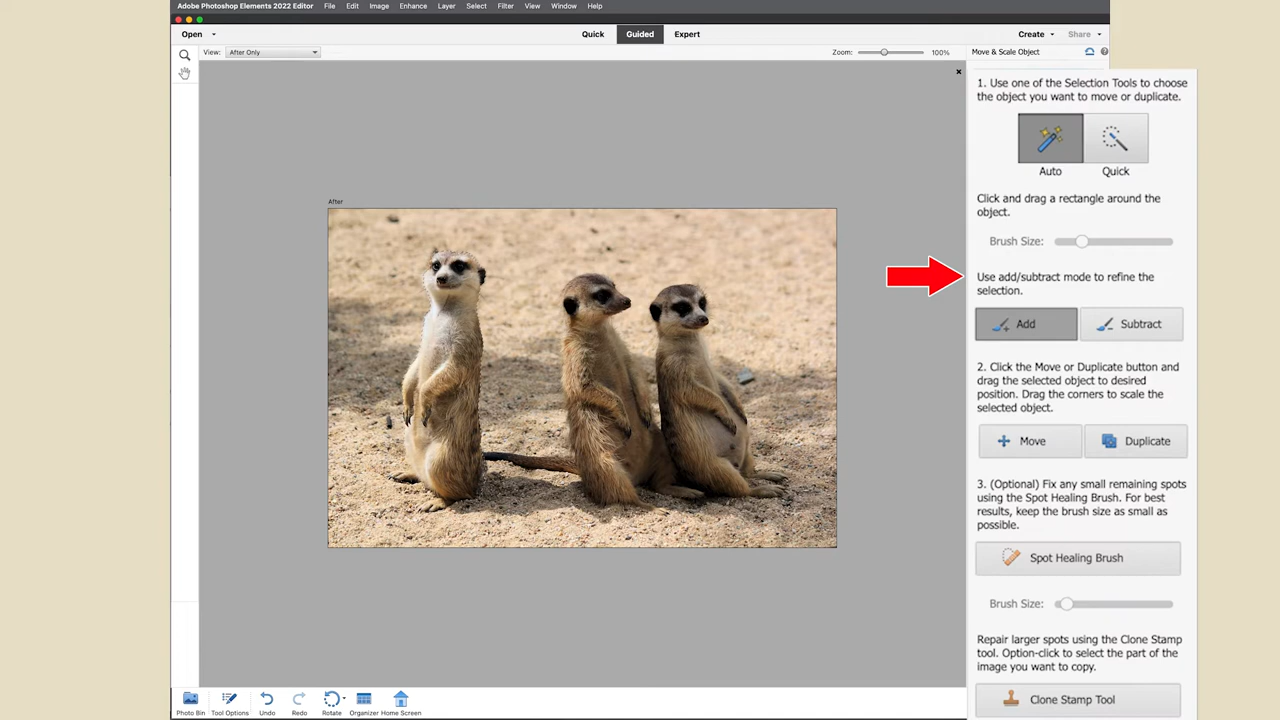 Adobe Photoshop Elements 2022 Editor File Edit Image Enhance Layer Select Filter View Window Help
Open Quick Guided Expert Create Share
View: After Only Zoom: 100% Move & Scale Object
1. Use one of the Selection Tools to choose
the object you want to move or duplicate.
Auto Quick
Click and drag a rectangle around the
object.
After
Brush Size:
Use add/subtract mode to refine the
selection.
Add Subtract
2. Click the Move or Duplicate button and
drag the selected object to desired
position. Drag the corners to scale the
selected object.
Move Duplicate
3. (Optional) Fix any small remaining spots
using the Spot Healing Brush. For best
results, keep the brush size as small as
possible.
Spot Healing Brush
Brush Size:
Repair larger spots using the Clone Stamp
tool. Option-click to select the part of the
image you want to copy.
Clone Stamp Tool
Photo Bin Tool Options Undo Redo Rotate Organizer Home Screen